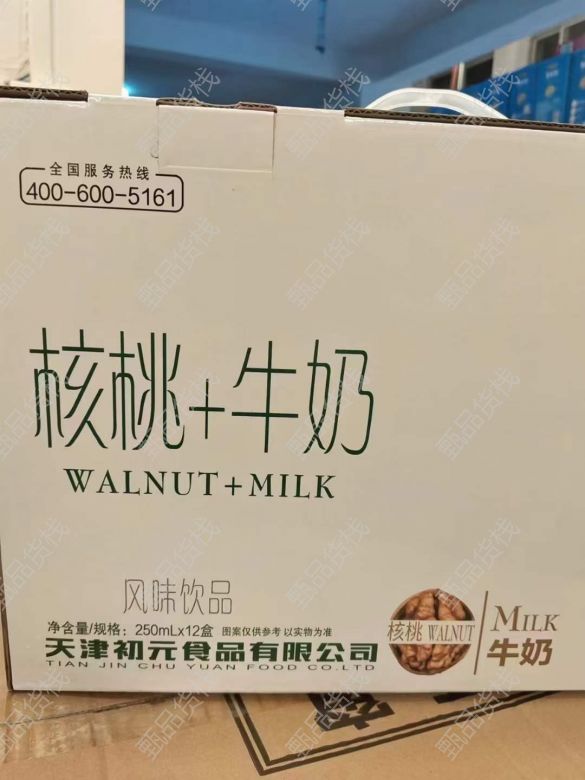 全国服务热线
400-600-5161
核桃+牛奶
WALNUT+MILK
风味饮品
净含量/规格：250mLx12盒 图案仅供参考 以实物为准
天津初元食品有限公司
TIAN JIN CHU YUAN FOOD CO.LTD
核桃 WALNUT
MILK
牛奶
甄品货栈